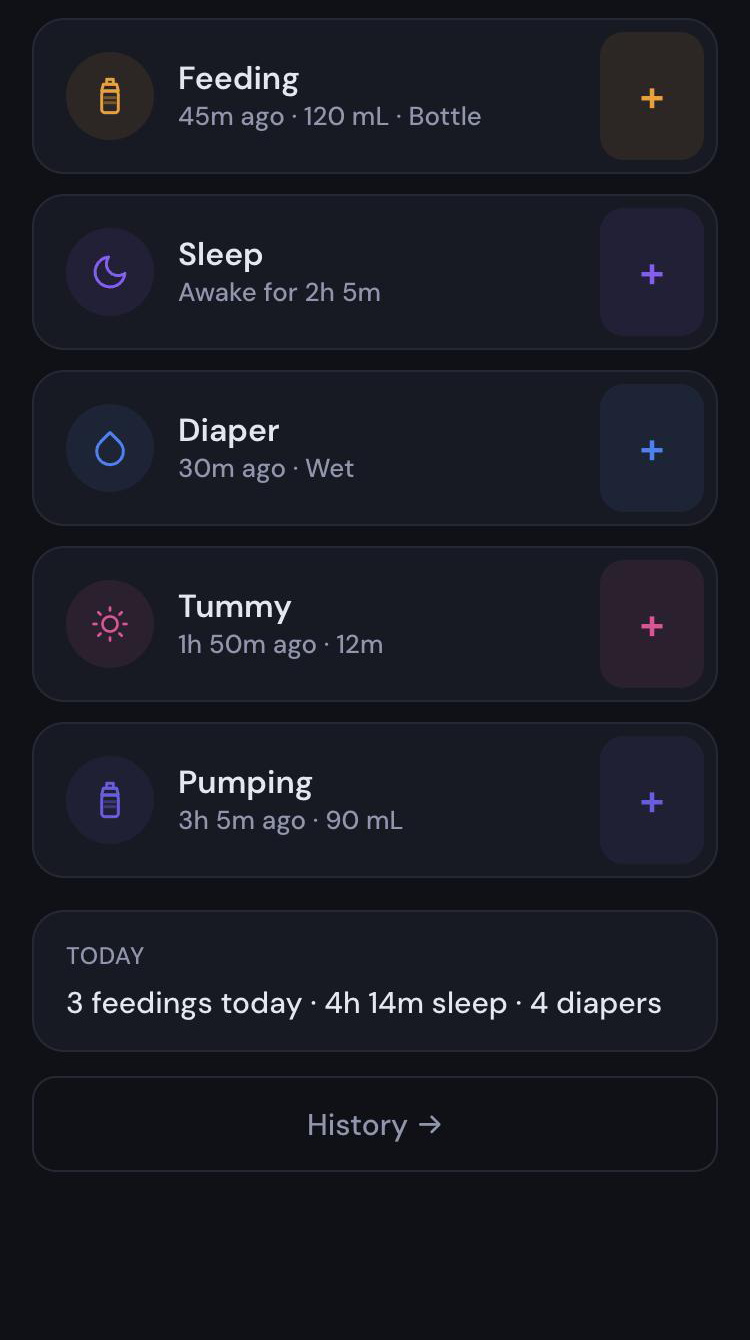 Feeding
45m ago · 120 mL · Bottle
+
Sleep
Awake for 2h 5m
+
Diaper
30m ago · Wet
+
Tummy
1h 50m ago · 12m
+
Pumping
3h 5m ago · 90 mL
+
TODAY
3 feedings today · 4h 14m sleep · 4 diapers
History →